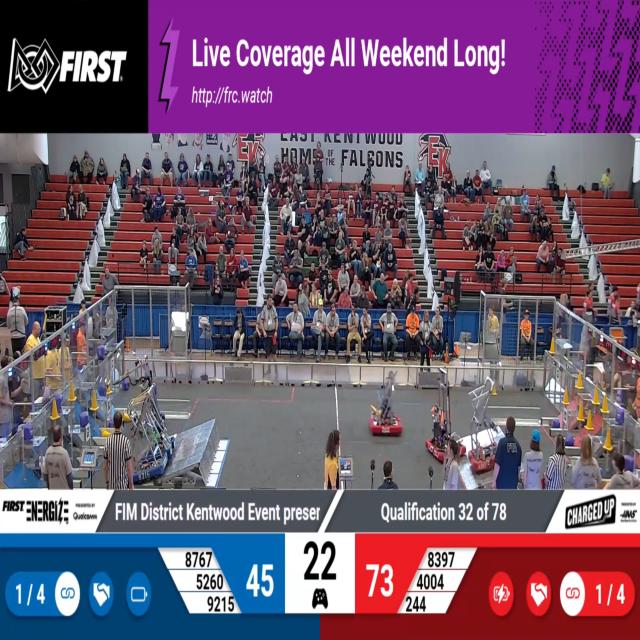 FIRST
Live Coverage All Weekend Long!
http://frc.watch
EAST KENTWOOD
HOME OF THE FALCONS
EK
EK
FIRST ENERGIZE PRESENTED BY Qualcomm
FIM District Kentwood Event preser
Qualification 32 of 78
CHARGED UP
1 / 4
8767
5260
9215
45
22
73
8397
4004
244
1 / 4